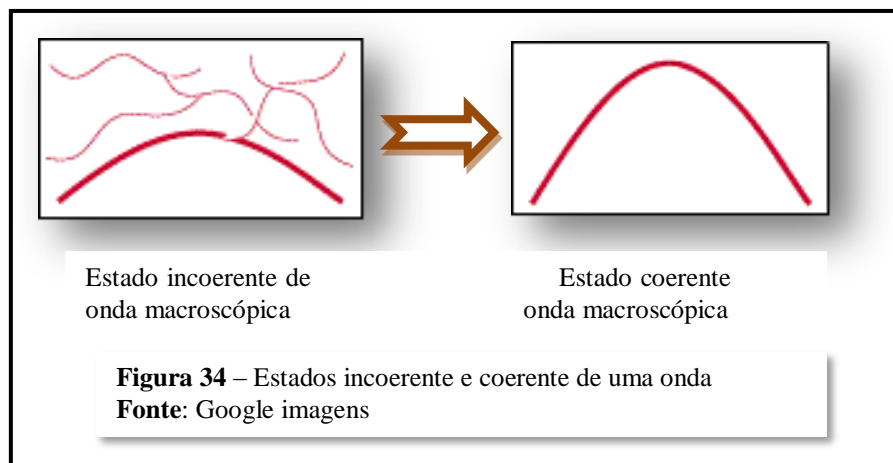 Estado incoerente de
onda macroscópica
Estado coerente
onda macroscópica
Figura 34 – Estados incoerente e coerente de uma onda
Fonte: Google imagens